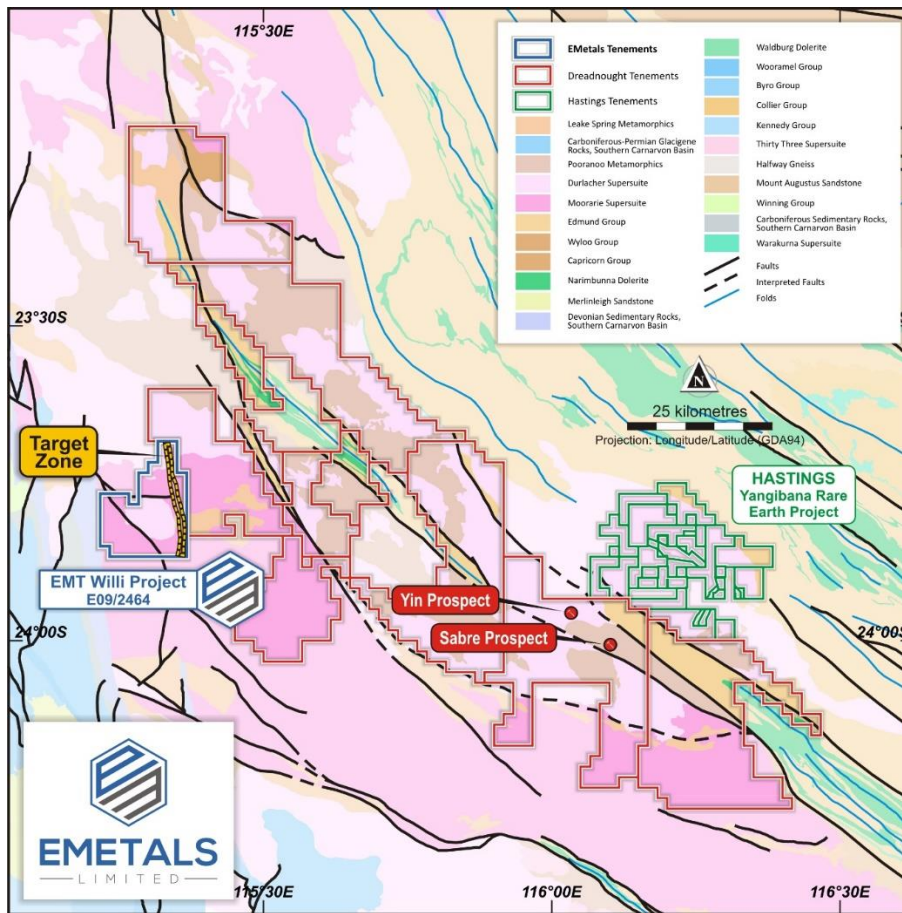 115°30E
EMetals Tenements
Dreadnought Tenements
Hastings Tenements
Leake Spring Metamorphics
Carboniferous-Permian Glacigene
Rocks, Southern Carnarvon Basin
Pooranoo Metamorphics
Durlacher Supersuite
Moorarie Supersuite
Edmund Group
Wyloo Group
Capricorn Group
Narimbunna Dolerite
Merlinleigh Sandstone
Devonian Sedimentary Rocks,
Southern Carnarvon Basin
Waldburg Dolerite
Wooramel Group
Byro Group
Collier Group
Kennedy Group
Thirty Three Supersuite
Halfway Gneiss
Mount Augustus Sandstone
Winning Group
Carboniferous Sedimentary Rocks,
Southern Carnarvon Basin
Warakurna Supersuite
Faults
Interpreted Faults
Folds
23°30S
23°30S
N
25 kilometres
Projection: Longitude/Latitude (GDA94)
Target
Zone
HASTINGS
Yangibana Rare
Earth Project
EMT Willi Project
E09/2464
Yin Prospect
Sabre Prospect
24°00S
24°00S
EMETALS
LIMITED
115°30E
116°00E
116°30E